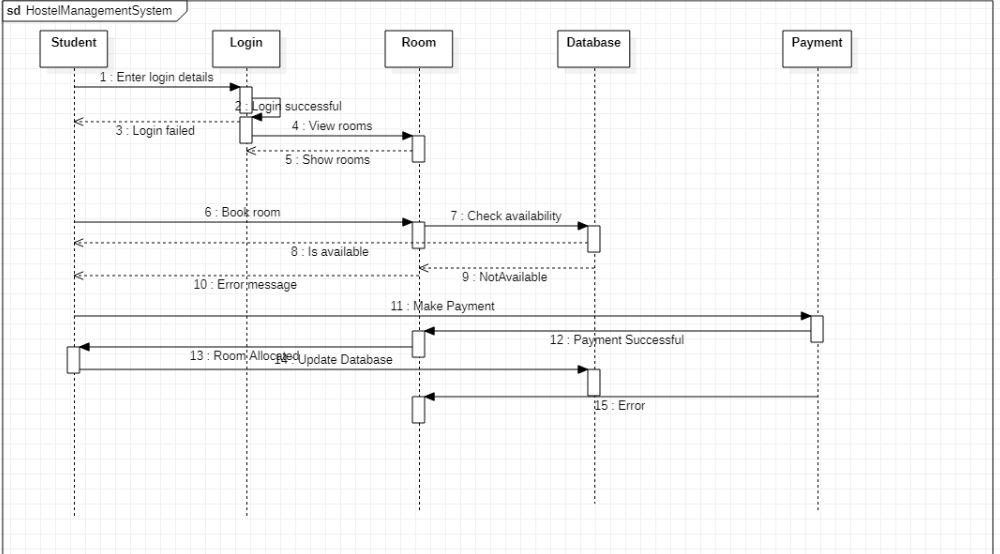 sd HostelManagementSystem
Student
Login
Room
Database
Payment
1 : Enter login details
2 : Login successful
3 : Login failed
4 : View rooms
5 : Show rooms
6 : Book room
7 : Check availability
8 : Is available
9 : NotAvailable
10 : Error message
11 : Make Payment
12 : Payment Successful
13 : Room Allocated
14 : Update Database
15 : Error